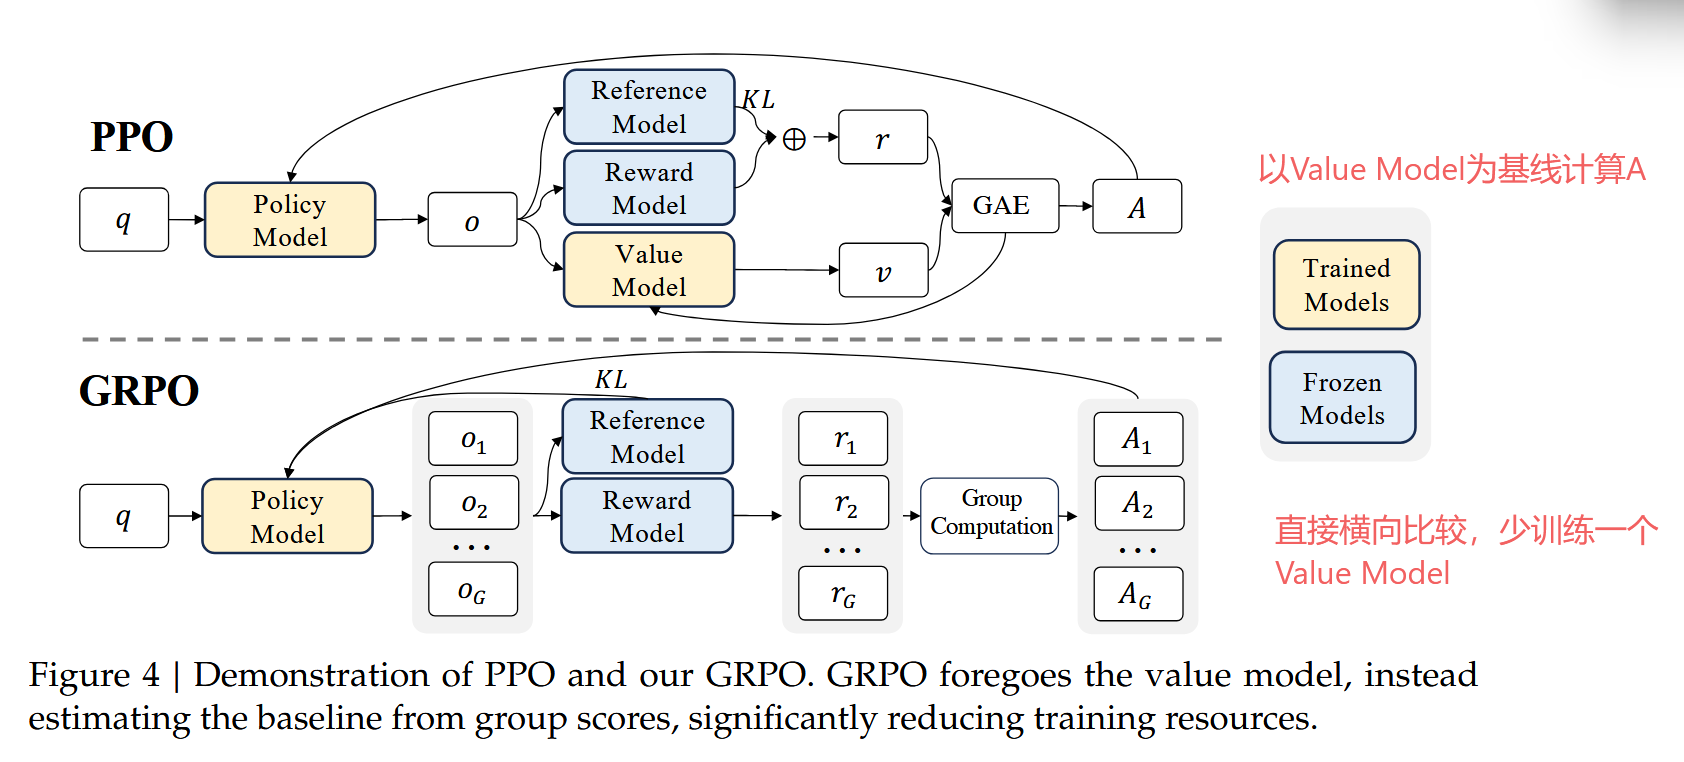 PPO
q
Policy
Model
o
Reference
Model
Reward
Model
Value
Model
KL
⊕
r
v
GAE
A
以Value Model为基线计算A
Trained
Models
Frozen
Models
GRPO
q
Policy
Model
o₁
o₂
...
o_G
KL
Reference
Model
Reward
Model
r₁
r₂
...
r_G
Group
Computation
A₁
A₂
...
A_G
直接横向比较，少训练一个
Value Model
Figure 4 | Demonstration of PPO and our GRPO. GRPO foregoes the value model, instead
estimating the baseline from group scores, significantly reducing training resources.